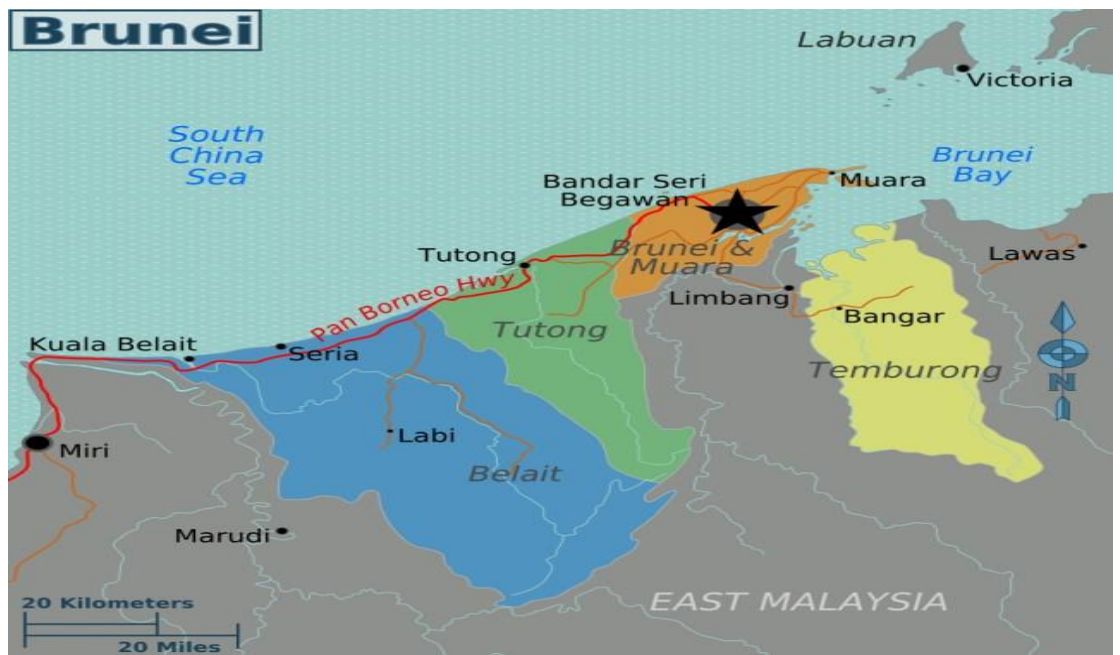 Brunei
Labuan
Victoria
South
China
Sea
Brunei
Bay
Bandar Seri
Begawan
Muara
Tutong
Brunei &
Muara
Lawas
Limbang
Pan Borneo Hwy
Bangar
Tutong
Kuala Belait
Seria
Temburong
N
Labi
Miri
Belait
Marudi
EAST MALAYSIA
20 Kilometers
20 Miles